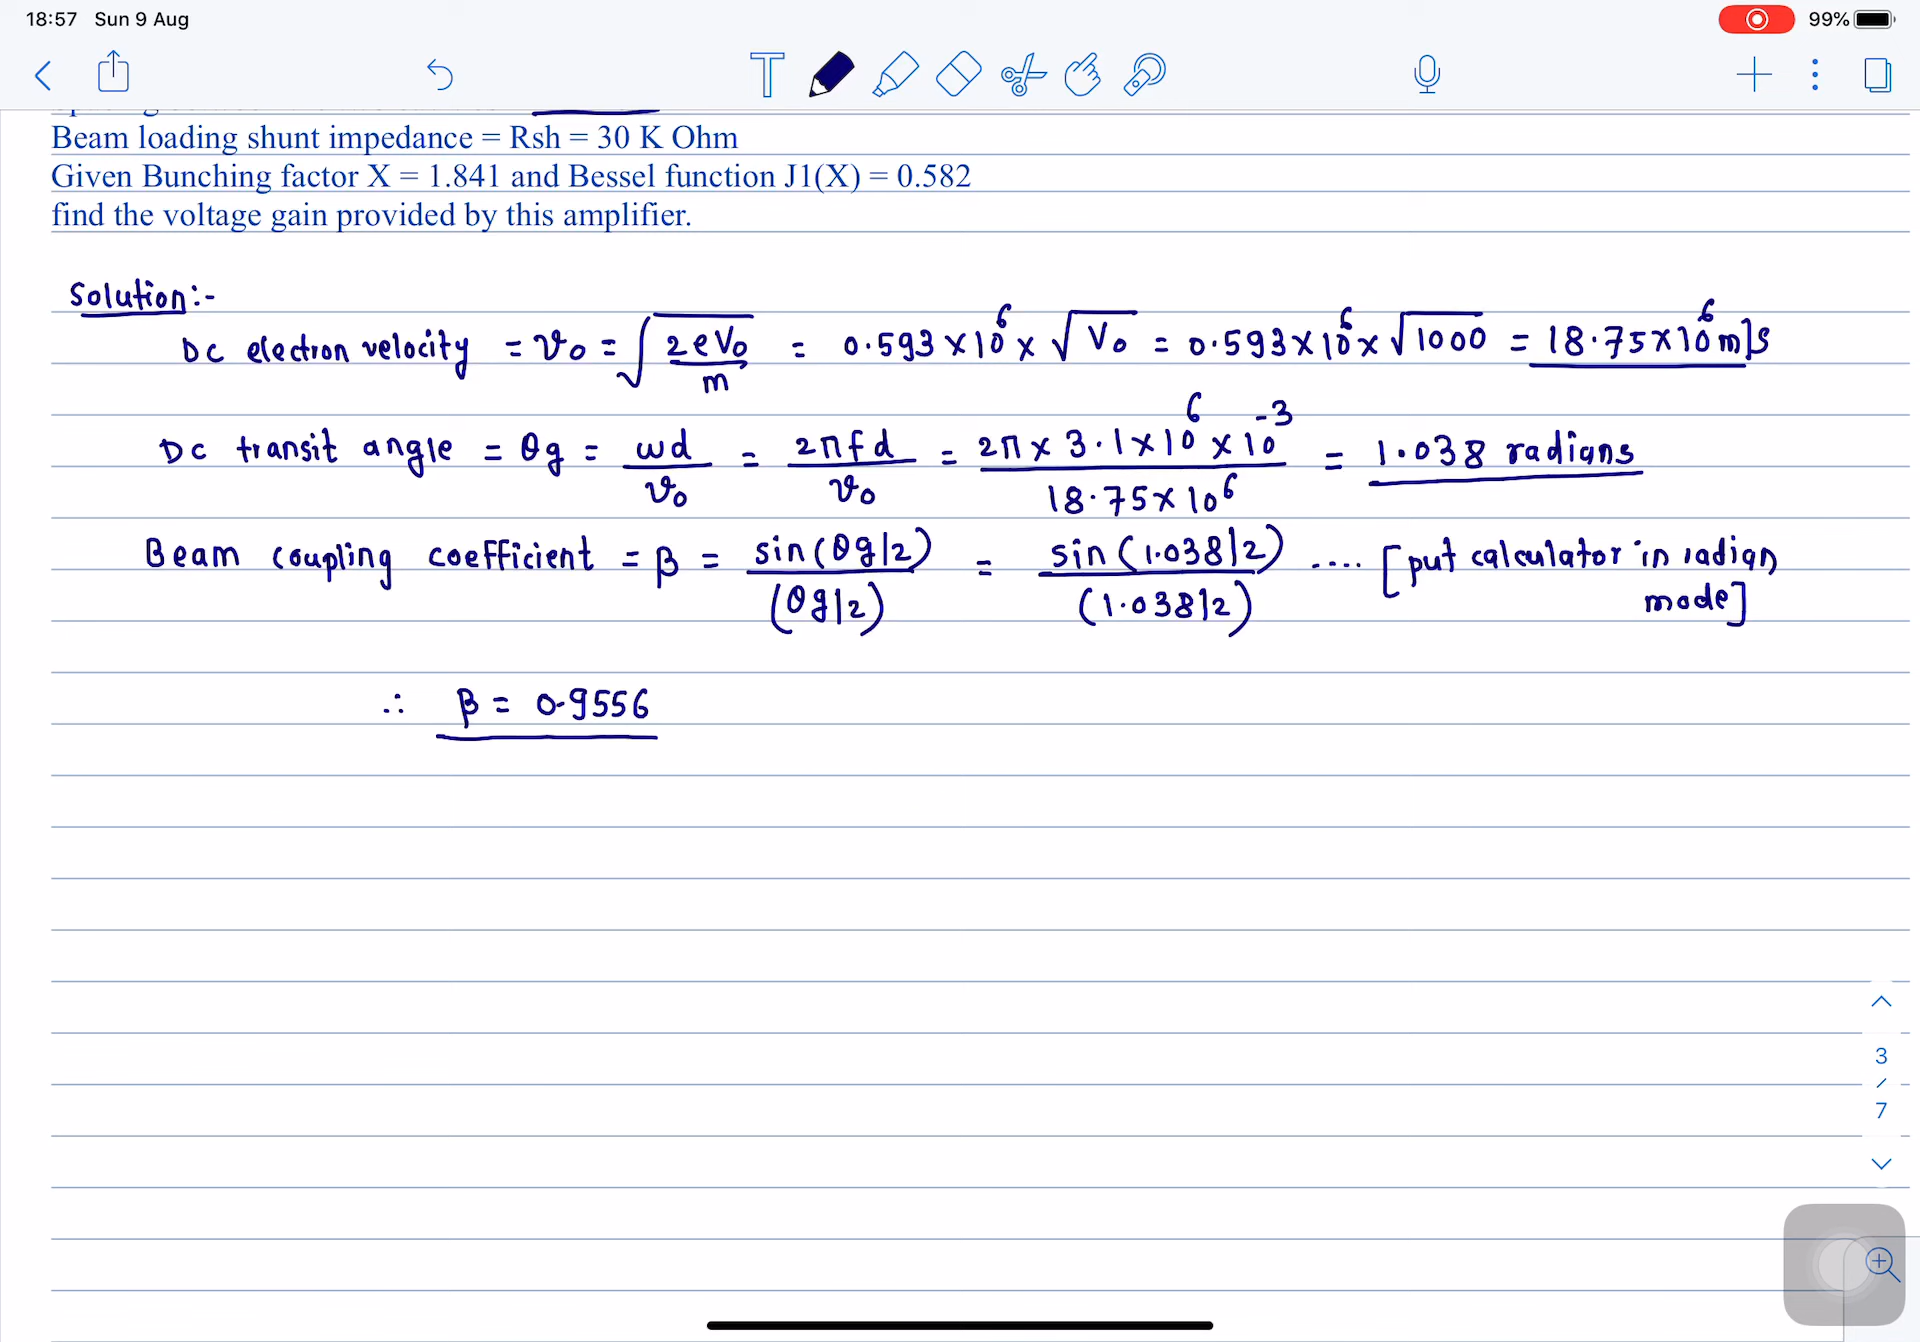 18:57 Sun 9 Aug 99%
Beam loading shunt impedance = Rsh = 30 K Ohm
Given Bunching factor X = 1.841 and Bessel function J1(X) = 0.582
find the voltage gain provided by this amplifier.
Solution:-
DC electron velocity = v₀ = √(2eV₀/m) = 0.593×10⁶ × √V₀ = 0.593×10⁶×√1000 = 18.75×10⁶ m/s
DC transit angle = θg = ωd/v₀ = 2πfd/v₀ = 2π × 3.1×10⁶ × 10⁻³/18.75×10⁶ = 1.038 radians
Beam coupling coefficient = β = sin(θg/2)/(θg/2) = sin(1.038/2)/(1.038/2) .... [put calculator in radian
mode]
∴ β = 0.9556
3
/
7